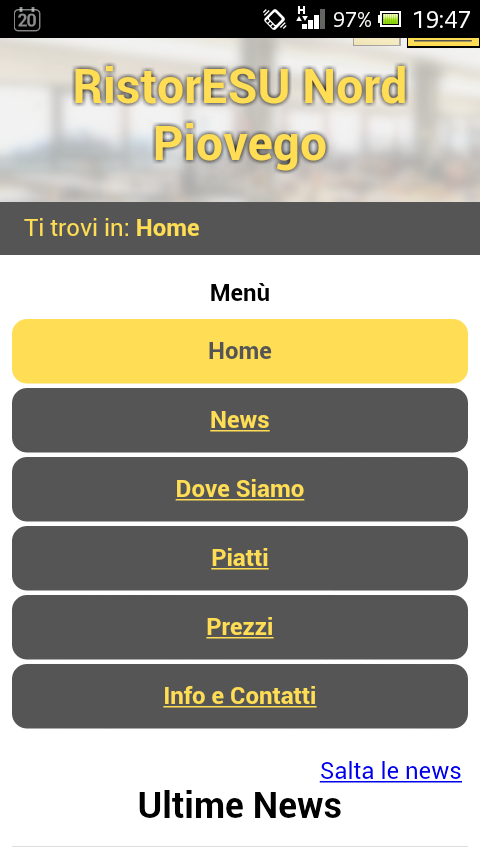 20
H
97%
19:47
RistorESU Nord
Piovego
Ti trovi in: Home
Menù
Home
News
Dove Siamo
Piatti
Prezzi
Info e Contatti
Salta le news
Ultime News